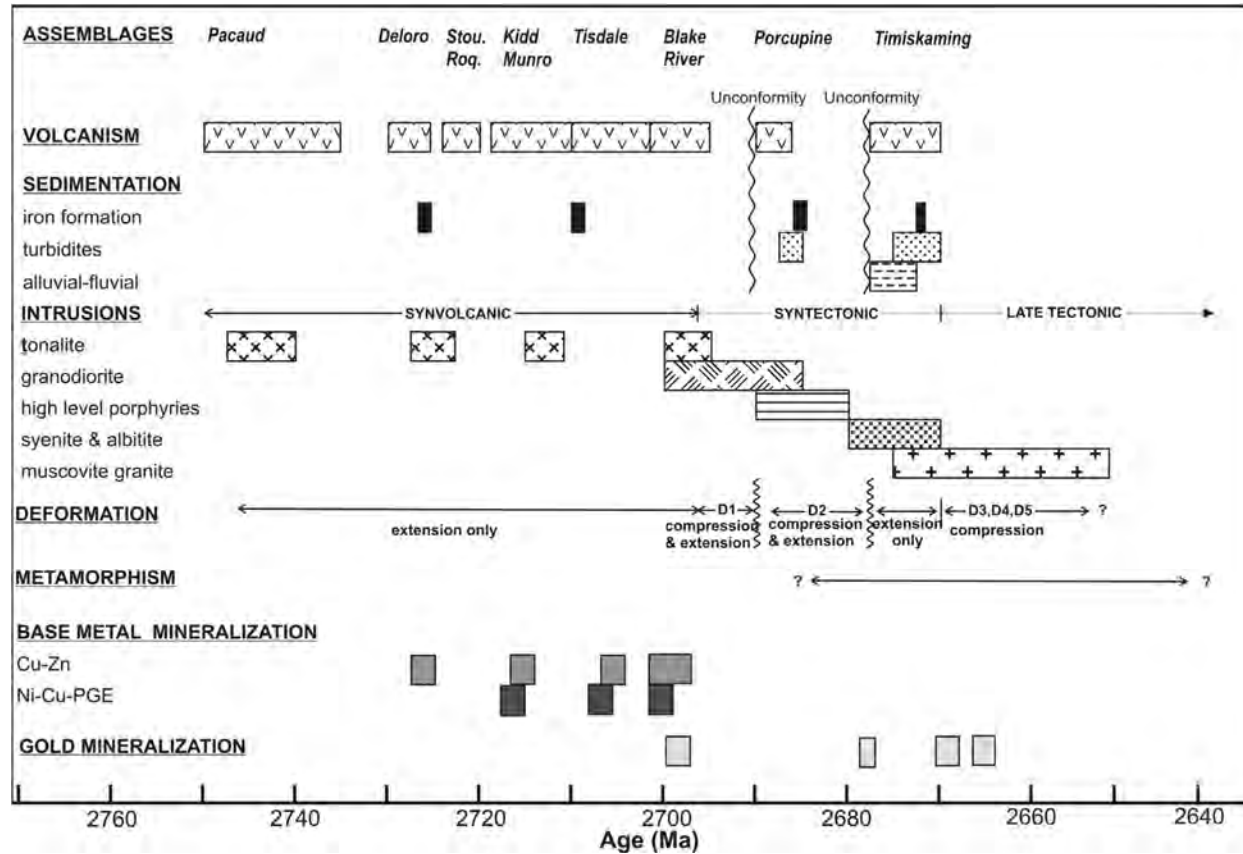 ASSEMBLAGES Pacaud Deloro Stou. Kidd Tisdale Blake Porcupine Timiskaming
Roq. Munro River
Unconformity Unconformity
VOLCANISM
SEDIMENTATION
iron formation
turbidites
alluvial-fluvial
INTRUSIONS SYNVOLCANIC SYNTECTONIC LATE TECTONIC
tonalite
granodiorite
high level porphyries
syenite & albitite
muscovite granite
DEFORMATION extension only D1 D2 extension D3,D4,D5 ?
compression compression only compression
& extension & extension
METAMORPHISM ? ?
BASE METAL MINERALIZATION
Cu-Zn
Ni-Cu-PGE
GOLD MINERALIZATION
2760 2740 2720 2700 2680 2660 2640
Age (Ma)